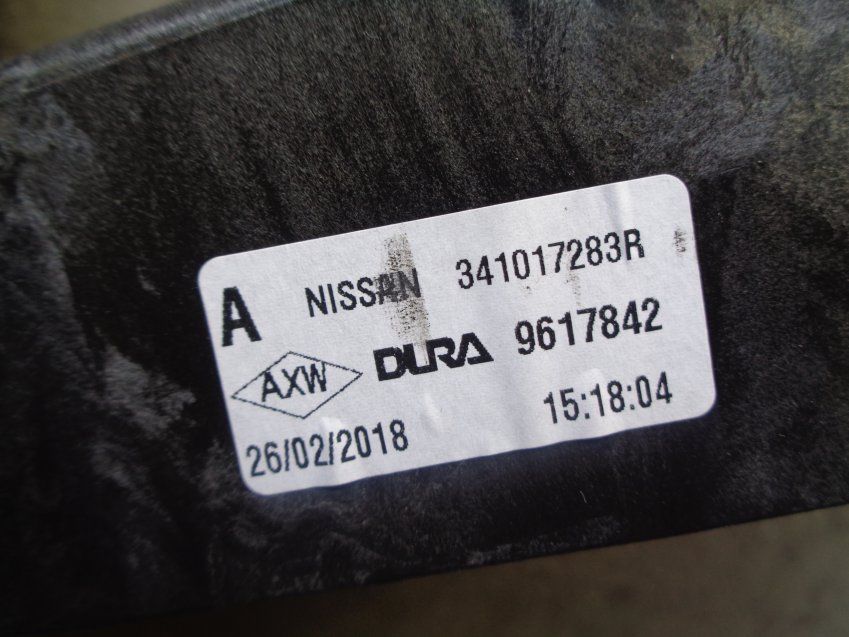 A NISSAN 341017283R
AXW DURA 9617842
26/02/2018 15:18:04